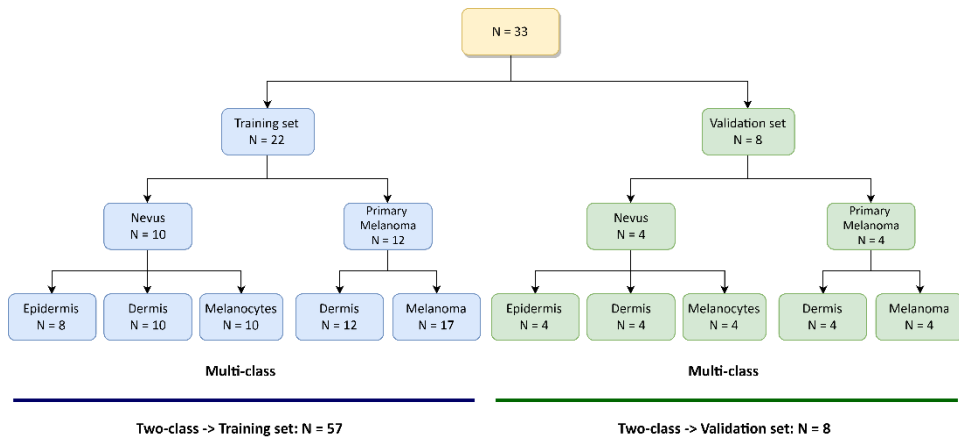 N = 33
Training set
N = 22
Validation set
N = 8
Nevus
N = 10
Primary
Melanoma
N = 12
Nevus
N = 4
Primary
Melanoma
N = 4
Epidermis
N = 8
Dermis
N = 10
Melanocytes
N = 10
Dermis
N = 12
Melanoma
N = 17
Epidermis
N = 4
Dermis
N = 4
Melanocytes
N = 4
Dermis
N = 4
Melanoma
N = 4
Multi-class
Multi-class
Two-class -> Training set: N = 57
Two-class -> Validation set: N = 8